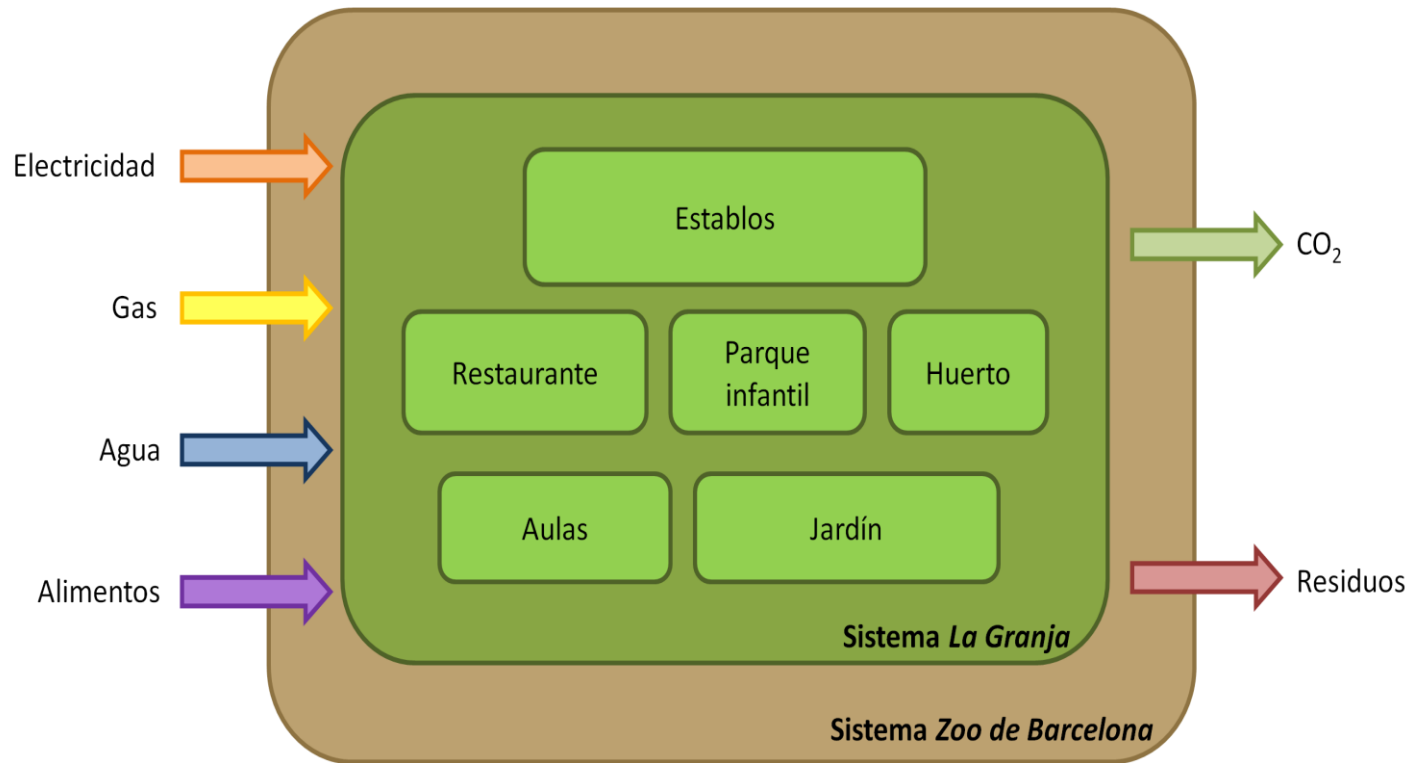 Electricidad
Gas
Agua
Alimentos
Establos
Restaurante
Parque
infantil
Huerto
Aulas
Jardín
Sistema La Granja
Sistema Zoo de Barcelona
CO₂
Residuos